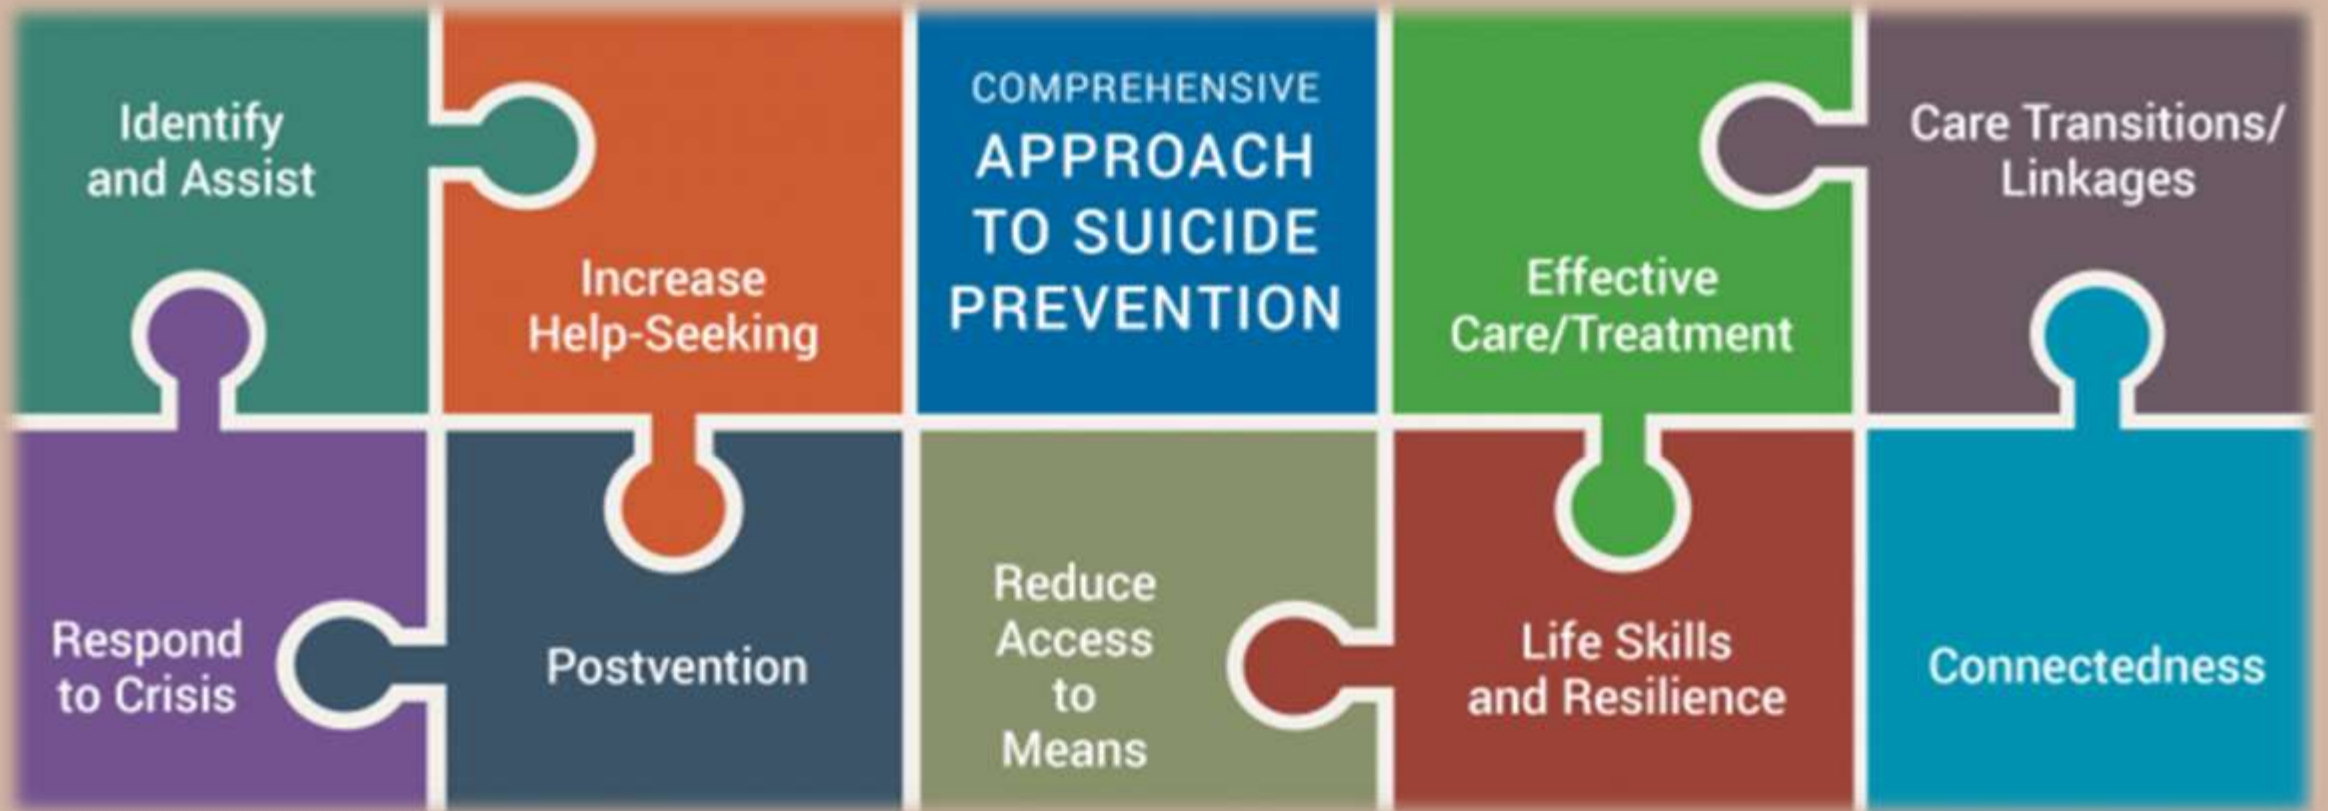 Identify
and Assist
Increase
Help-Seeking
COMPREHENSIVE
APPROACH
TO SUICIDE
PREVENTION
Effective
Care/Treatment
Care Transitions/
Linkages
Respond
to Crisis
Postvention
Reduce
Access
to
Means
Life Skills
and Resilience
Connectedness